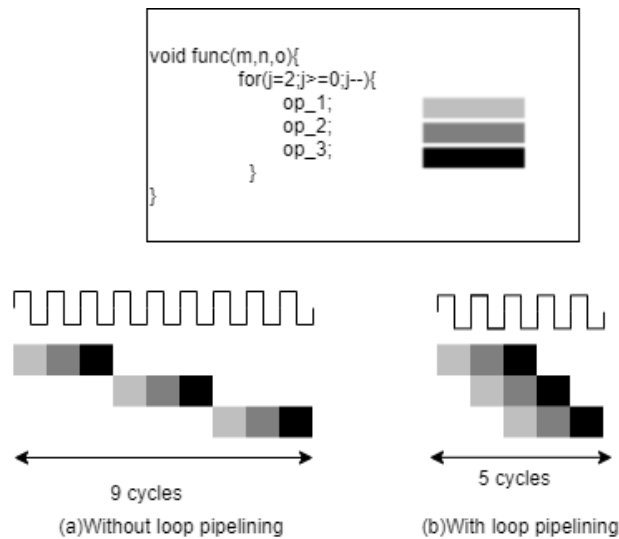 void func(m,n,o){
for(j=2;j>=0;j--){
op_1;
op_2;
op_3;
}
}
9 cycles
5 cycles
(a)Without loop pipelining
(b)With loop pipelining